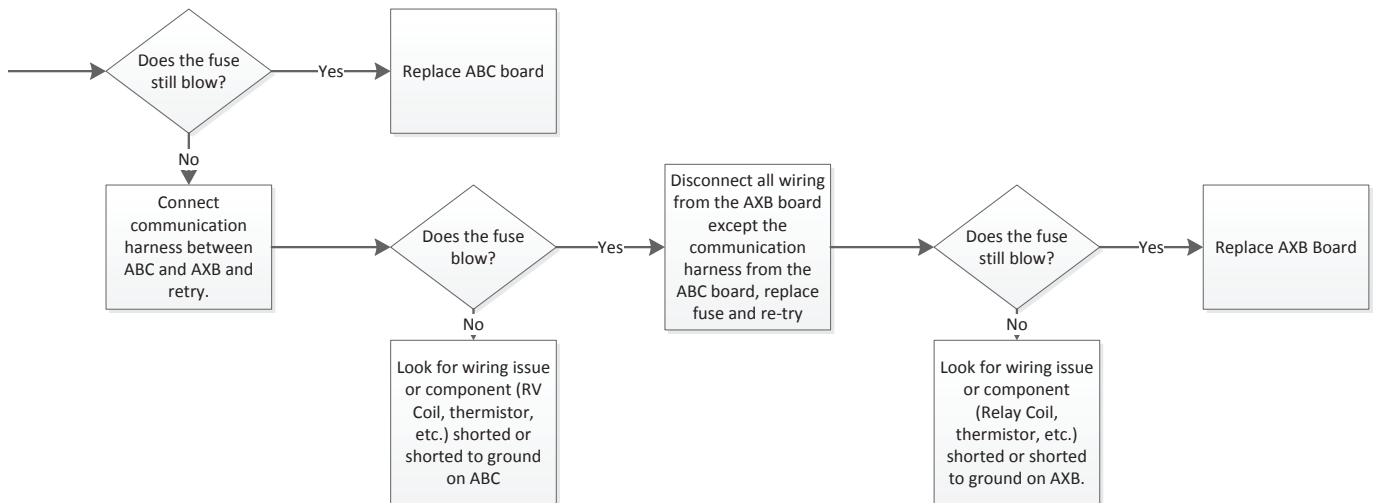 Does the fuse
still blow?
Yes
Replace ABC board
No
Connect
communication
harness between
ABC and AXB and
retry.
Does the fuse
blow?
Yes
Disconnect all wiring
from the AXB board
except the
communication
harness from the
ABC board, replace
fuse and re-try
Does the fuse
still blow?
Yes
Replace AXB Board
No
Look for wiring issue
or component (RV
Coil, thermistor,
etc.) shorted or
shorted to ground
on ABC
No
Look for wiring issue
or component
(Relay Coil,
thermistor, etc.)
shorted or shorted
to ground on AXB.